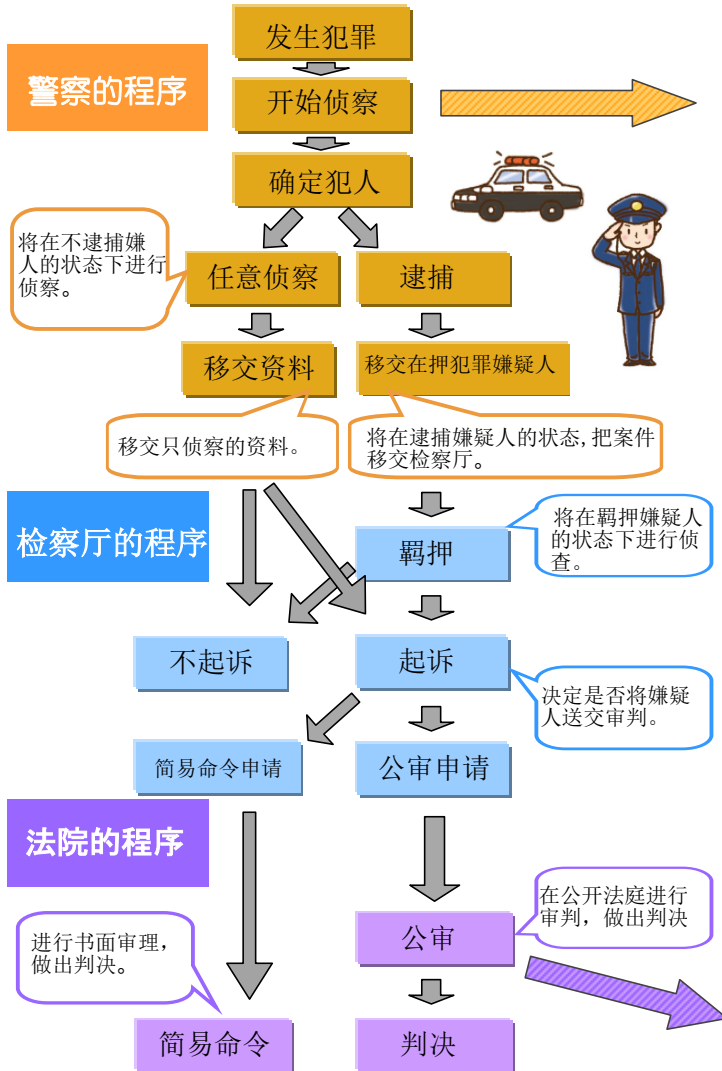 发生犯罪
警察的程序
开始侦察
确定犯人
将在不逮捕嫌
人的状态下进行
侦察。
任意侦察
逮捕
移交资料
移交在押犯罪嫌疑人
移交只侦察的资料。
将在逮捕嫌疑人的状态,把案件
移交检察厅。
检察厅的程序
羁押
将在羁押嫌疑人
的状态下进行侦
查。
不起诉
起诉
决定是否将嫌疑
人送交审判。
简易命令申请
公审申请
法院的程序
公审
在公开法庭进行
审判，做出判决
进行书面审理，
做出判决。
简易命令
判决